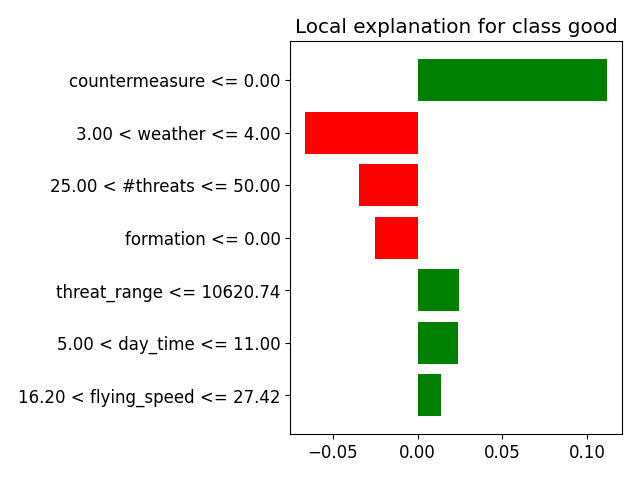 Local explanation for class good
countermeasure <= 0.00
3.00 < weather <= 4.00
25.00 < #threats <= 50.00
formation <= 0.00
threat_range <= 10620.74
5.00 < day_time <= 11.00
16.20 < flying_speed <= 27.42
−0.05 0.00 0.05 0.10